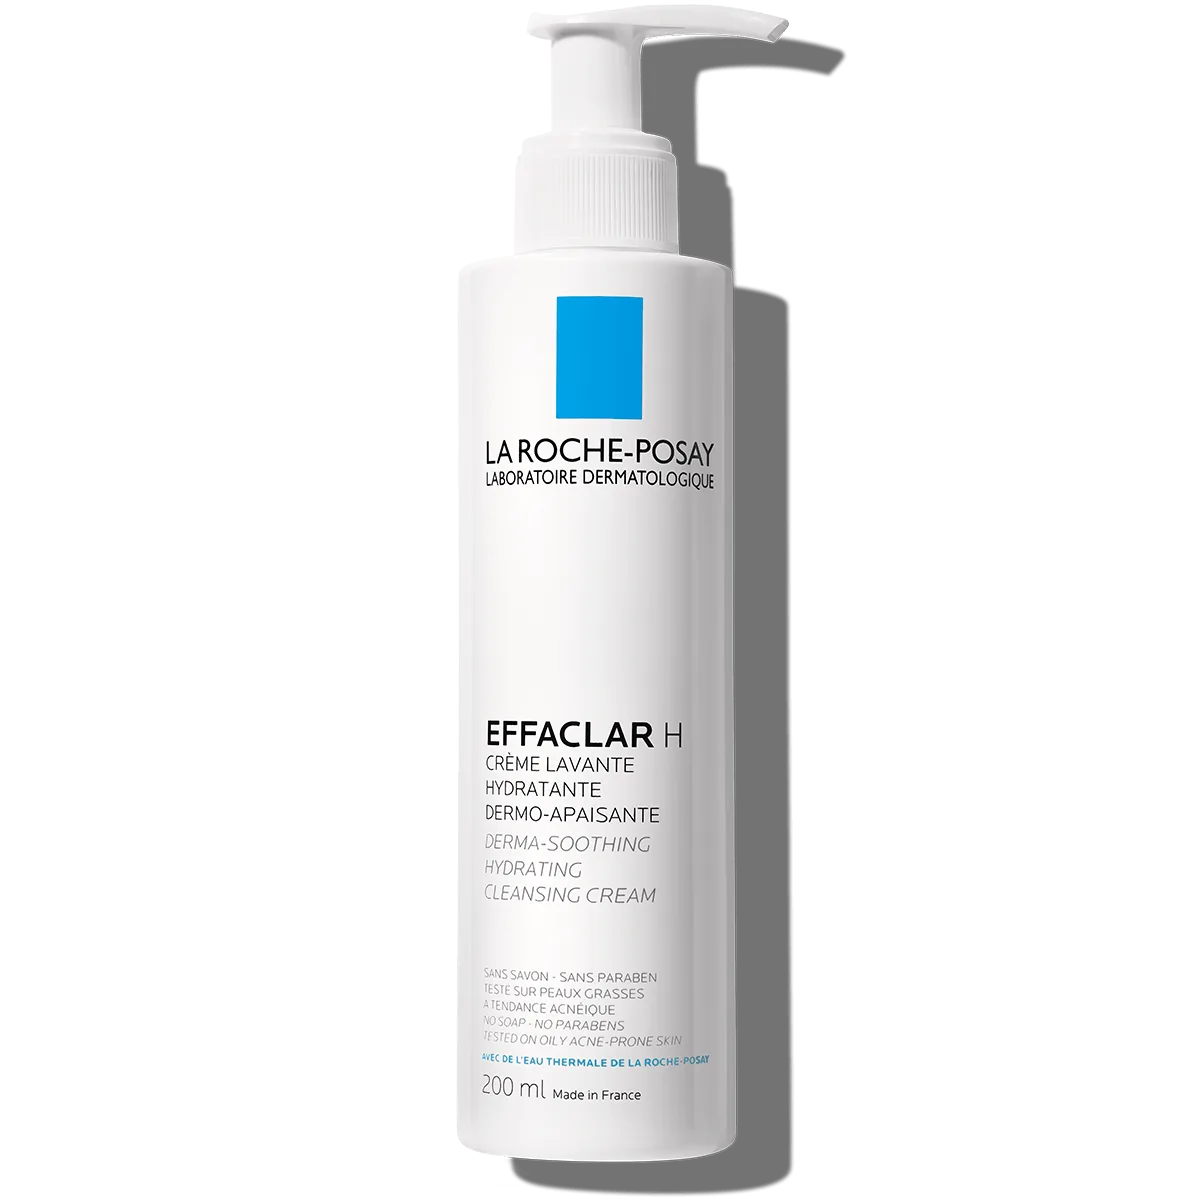 LA ROCHE-POSAY
LABORATOIRE DERMATOLOGIQUE
EFFACLAR H
CRÈME LAVANTE
HYDRATANTE
DERMO-APAISANTE
DERMA-SOOTHING
HYDRATING
CLEANSING CREAM
SANS SAVON - SANS PARABEN
TESTÉ SUR PEAUX GRASSES
À TENDANCE ACNÉIQUE
NO SOAP - NO PARABENS
TESTED ON OILY ACNE-PRONE SKIN
AVEC DE L'EAU THERMALE DE LA ROCHE-POSAY
200 ml Made in France